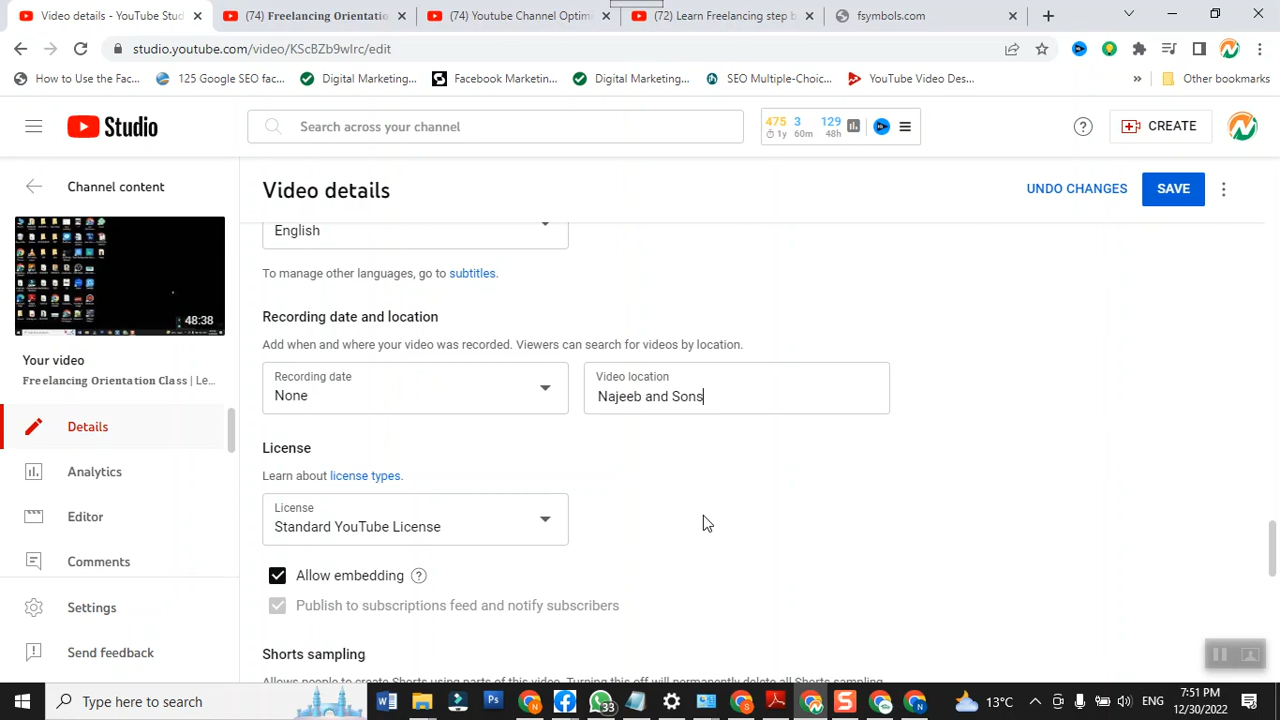 Video details - YouTube Stud
(74) 𝐅𝐫𝐞𝐞𝐥𝐚𝐧𝐜𝐢𝐧𝐠 𝐎𝐫𝐢𝐞𝐧𝐭𝐚𝐭𝐢𝐨
(74) Youtube Channel Optim
(72) Learn Freelancing step b
fsymbols.com
studio.youtube.com/video/KScBZb9wIrc/edit
How to Use the Fac...
125 Google SEO fac...
Digital Marketing...
Facebook Marketin...
Digital Marketing...
SEO Multiple-Choic...
YouTube Video Des...
»
Other bookmarks
Studio
Search across your channel
475 3 129
1y 60m 48h
CREATE
Channel content
Video details
UNDO CHANGES
SAVE
48:38
Your video
𝐅𝐫𝐞𝐞𝐥𝐚𝐧𝐜𝐢𝐧𝐠 𝐎𝐫𝐢𝐞𝐧𝐭𝐚𝐭𝐢𝐨𝐧 𝐂𝐥𝐚𝐬𝐬 | Le...
Details
Analytics
Editor
Comments
Settings
Send feedback
English
To manage other languages, go to subtitles.
Recording date and location
Add when and where your video was recorded. Viewers can search for videos by location.
Recording date
None
Video location
Najeeb and Sons
License
Learn about license types.
License
Standard YouTube License
Allow embedding
Publish to subscriptions feed and notify subscribers
Shorts sampling
Type here to search
33
13°C
ENG
7:51 PM
12/30/2022